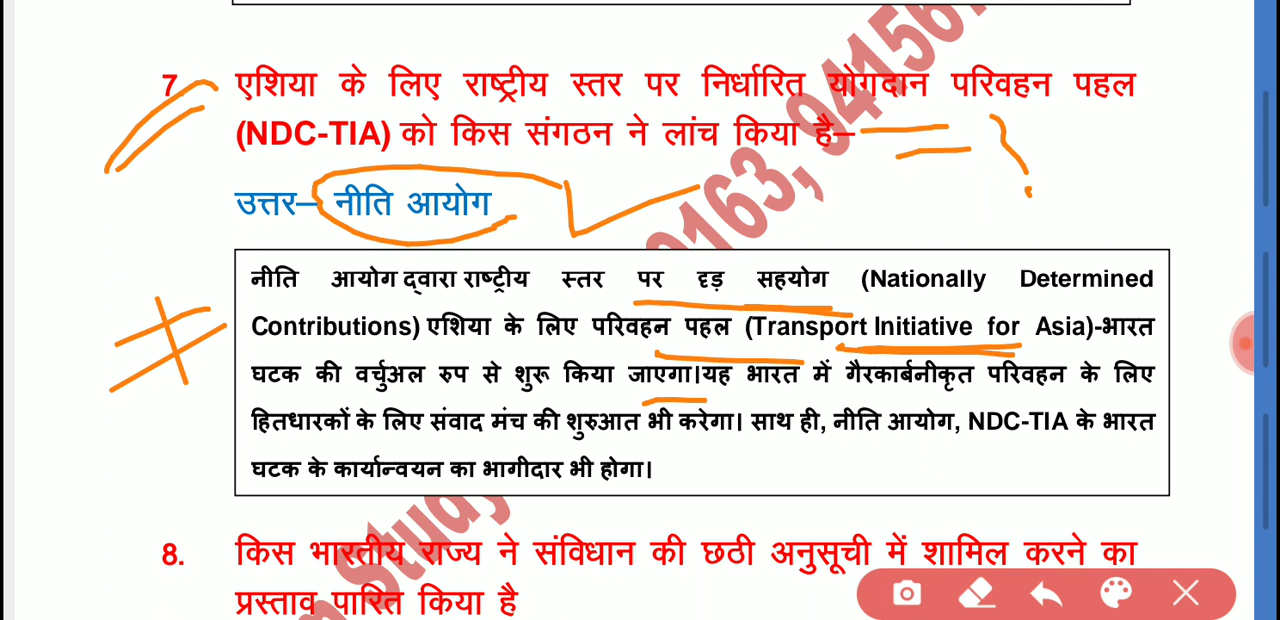 7 एशिया के लिए राष्ट्रीय स्तर पर निर्धारित योगदान परिवहन पहल
(NDC-TIA) को किस संगठन ने लांच किया है–
उत्तर– नीति आयोग
नीति आयोग द्वारा राष्ट्रीय स्तर पर दृड़ सहयोग (Nationally Determined
Contributions) एशिया के लिए परिवहन पहल (Transport Initiative for Asia)-भारत
घटक की वर्चुअल रुप से शुरू किया जाएगा।यह भारत में गैरकार्बनीकृत परिवहन के लिए
हितधारकों के लिए संवाद मंच की शुरुआत भी करेगा। साथ ही, नीति आयोग, NDC-TIA के भारत
घटक के कार्यान्वयन का भागीदार भी होगा।
8. किस भारतीय राज्य ने संविधान की छठी अनुसूची में शामिल करने का
प्रस्ताव पारित किया है